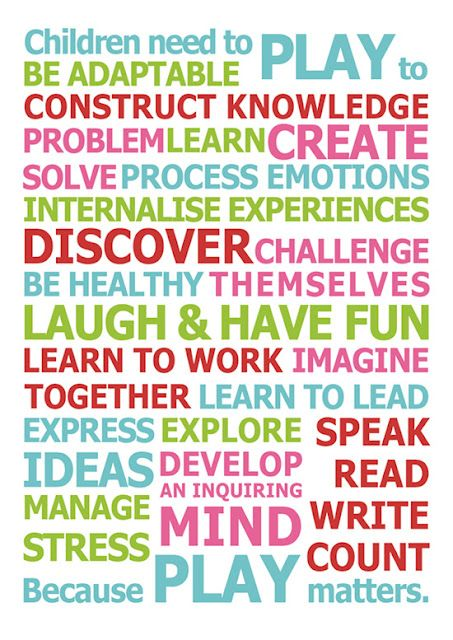 Children need to PLAY to
BE ADAPTABLE
CONSTRUCT KNOWLEDGE
PROBLEM LEARN CREATE
SOLVE PROCESS EMOTIONS
INTERNALISE EXPERIENCES
DISCOVER CHALLENGE
BE HEALTHY THEMSELVES
LAUGH & HAVE FUN
LEARN TO WORK IMAGINE
TOGETHER LEARN TO LEAD
EXPRESS EXPLORE SPEAK
IDEAS DEVELOP READ
AN INQUIRING
MANAGE MIND WRITE
STRESS COUNT
Because PLAY matters.